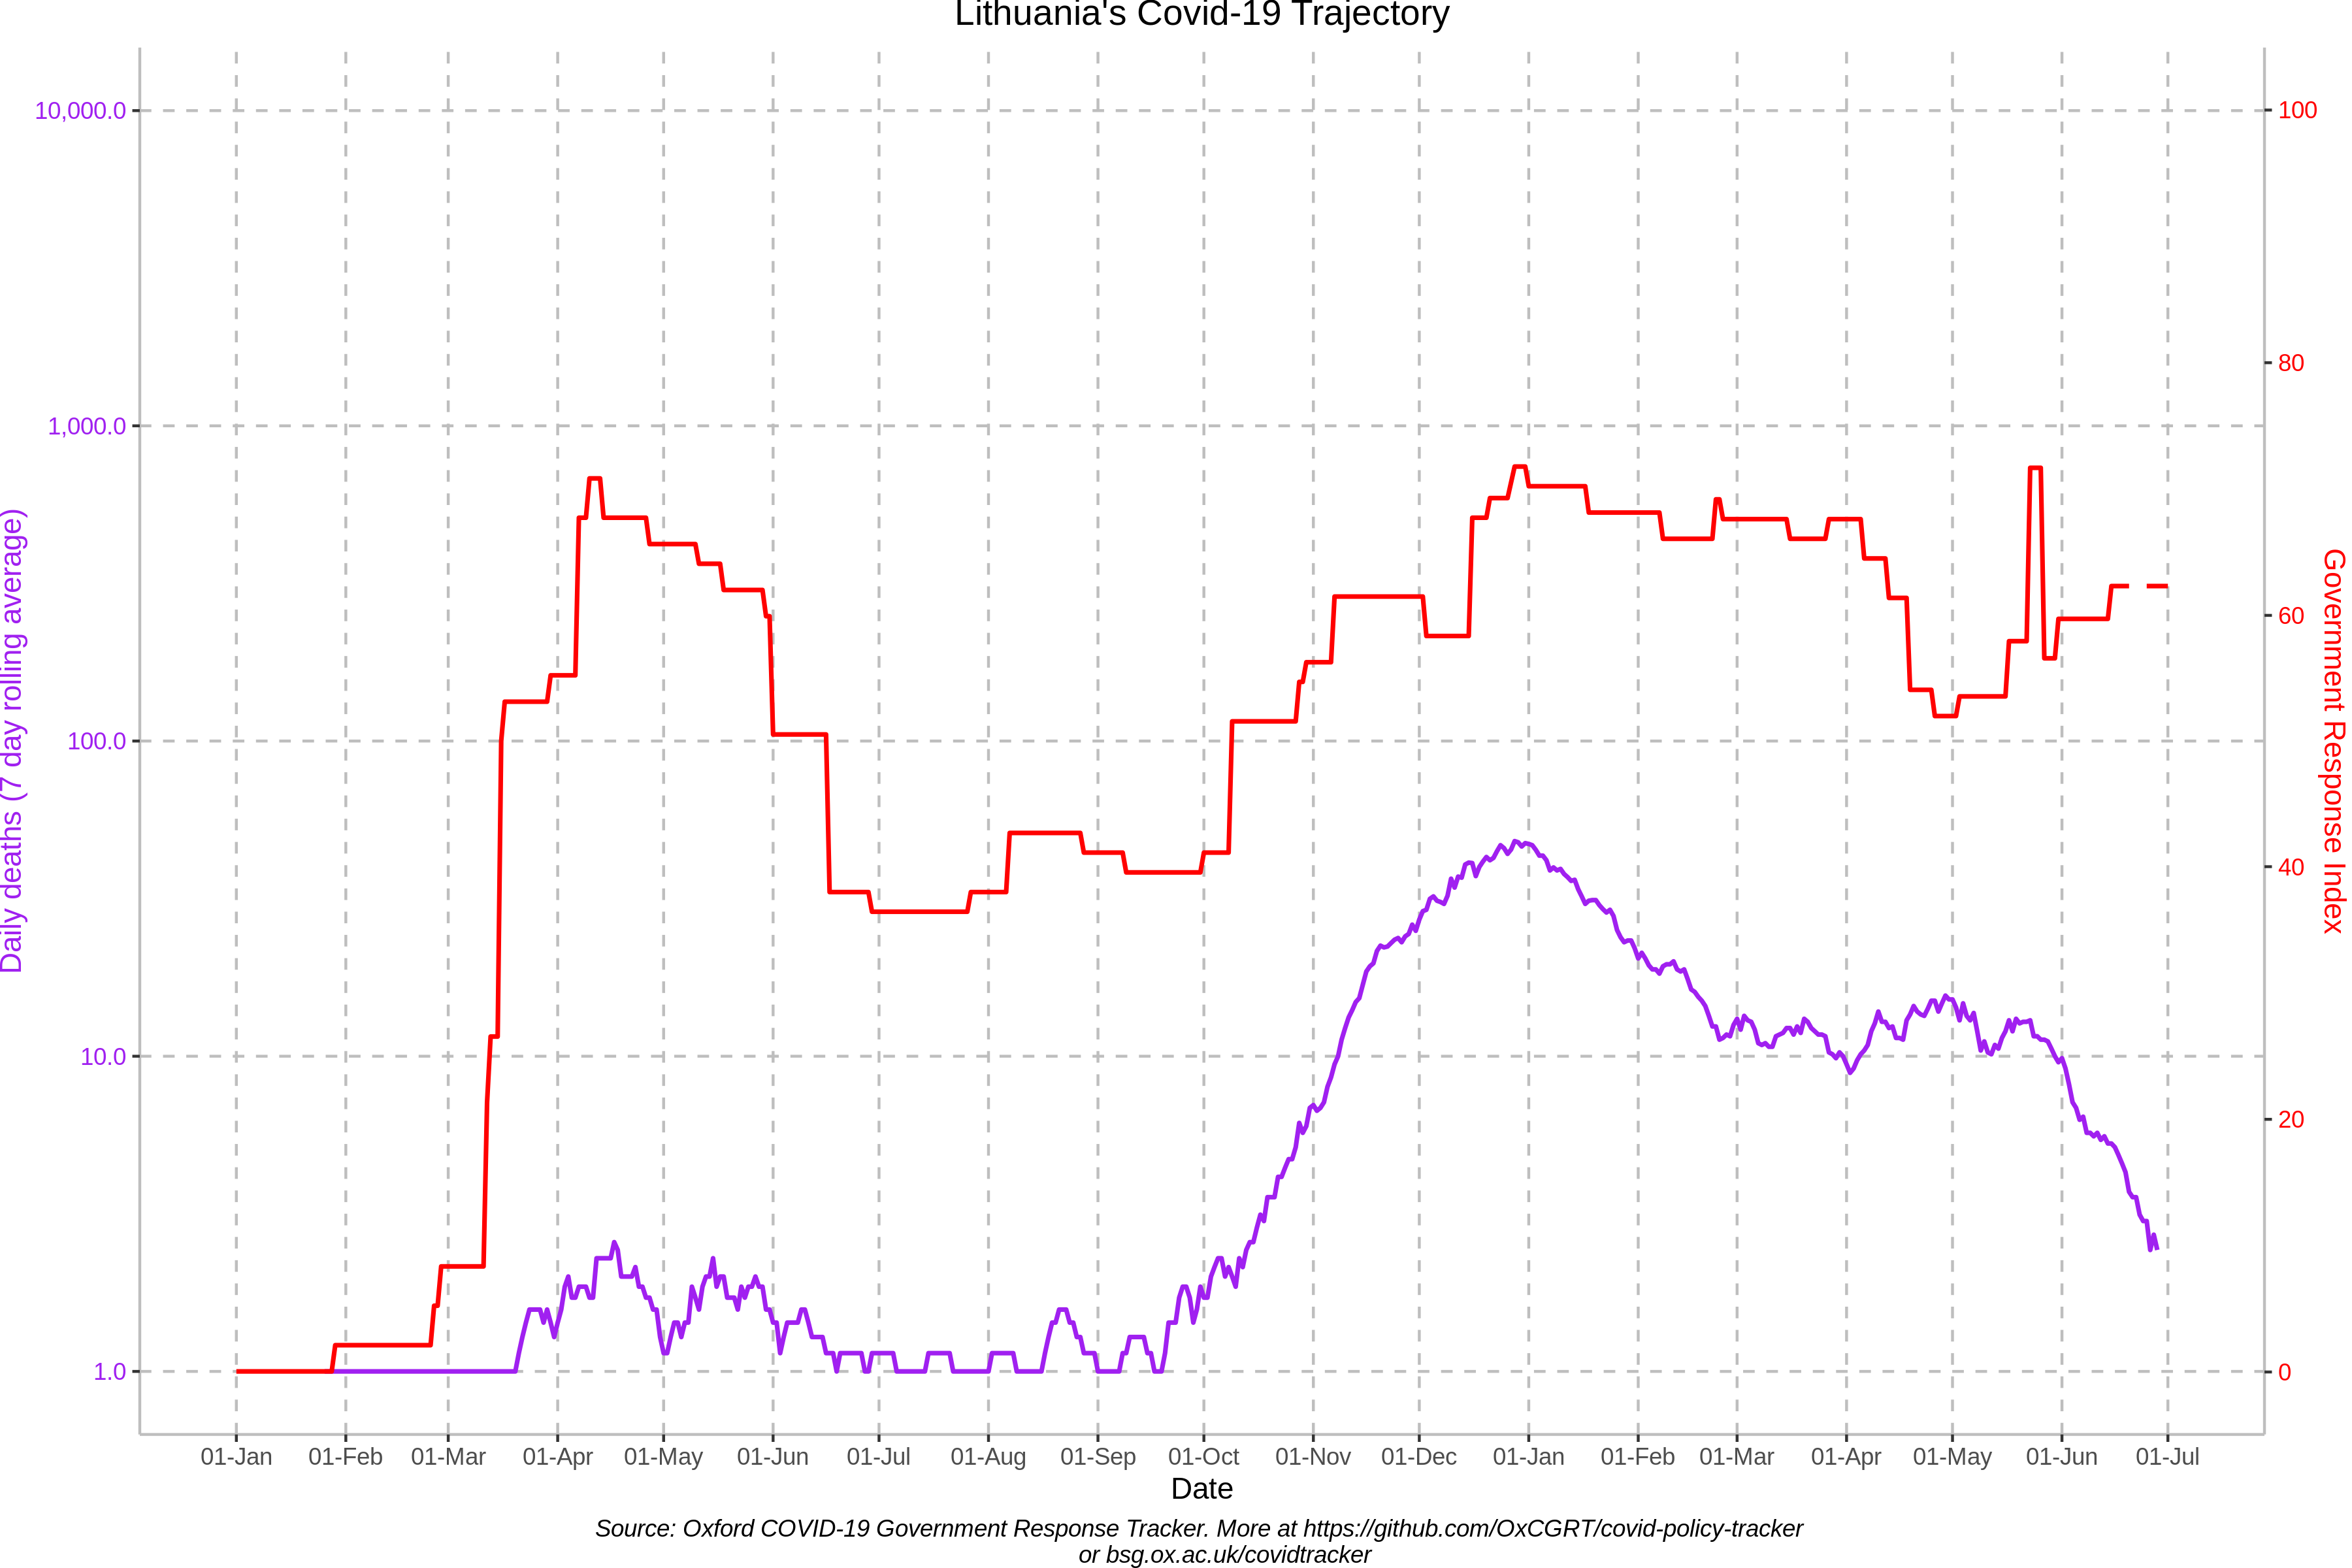 Lithuania's Covid-19 Trajectory
10,000.0
1,000.0
100.0
10.0
1.0
Daily deaths (7 day rolling average)
100
80
60
40
20
0
Government Response Index
01-Jan 01-Feb 01-Mar 01-Apr 01-May 01-Jun 01-Jul 01-Aug 01-Sep 01-Oct 01-Nov 01-Dec 01-Jan 01-Feb 01-Mar 01-Apr 01-May 01-Jun 01-Jul
Date
Source: Oxford COVID-19 Government Response Tracker. More at https://github.com/OxCGRT/covid-policy-tracker
or bsg.ox.ac.uk/covidtracker